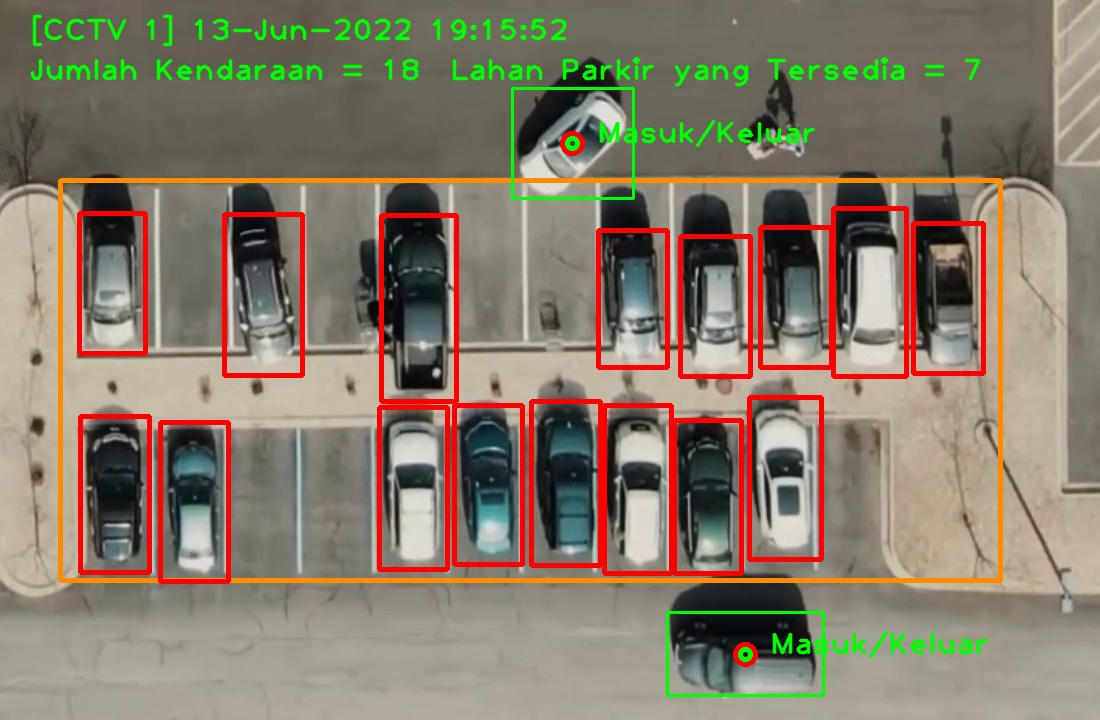 [CCTV 1] 13-Jun-2022 19:15:52
Jumlah Kendaraan = 18 Lahan Parkir yang Tersedia = 7
Masuk/Keluar
Masuk/Keluar